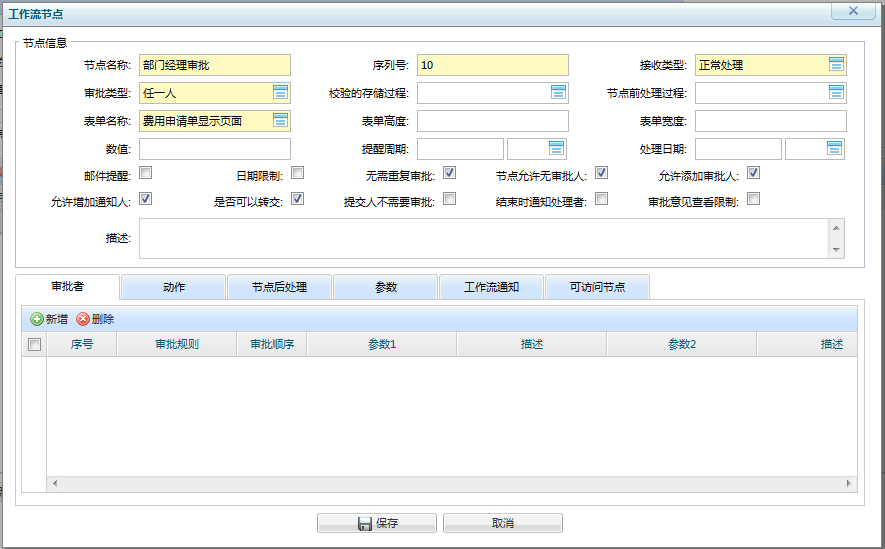 工作流节点
节点信息
节点名称: 部门经理审批 序列号: 10 接收类型: 正常处理
审批类型: 任一人 校验的存储过程: 节点前处理过程:
表单名称: 费用申请单显示页面 表单高度: 表单宽度:
数值: 提醒周期: 处理日期:
邮件提醒: 日期限制: 无需重复审批: 节点允许无审批人: 允许添加审批人:
允许增加通知人: 是否可以转交: 提交人不需要审批: 结束时通知处理者: 审批意见查看限制:
描述:
审批者 动作 节点后处理 参数 工作流通知 可访问节点
新增 删除
序号 审批规则 审批顺序 参数1 描述 参数2 描述
保存 取消